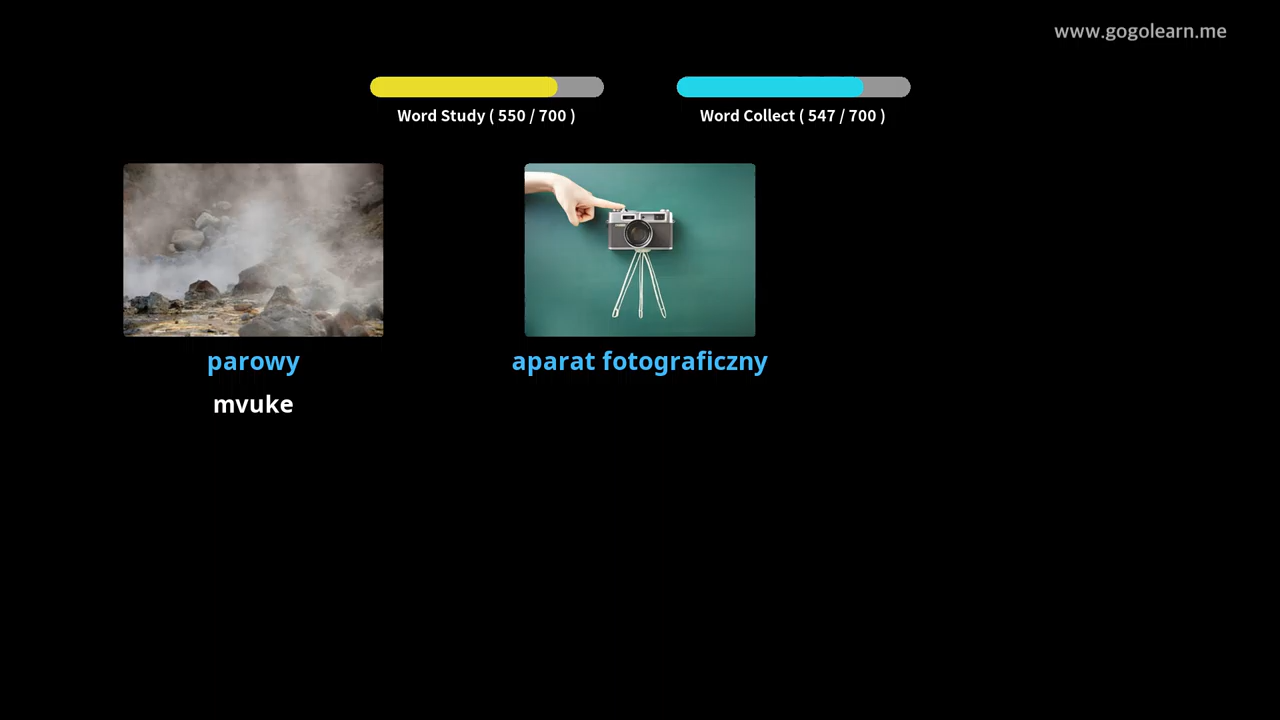 www.gogolearn.me
Word Study ( 550 / 700 )
Word Collect ( 547 / 700 )
parowy
mvuke
aparat fotograficzny